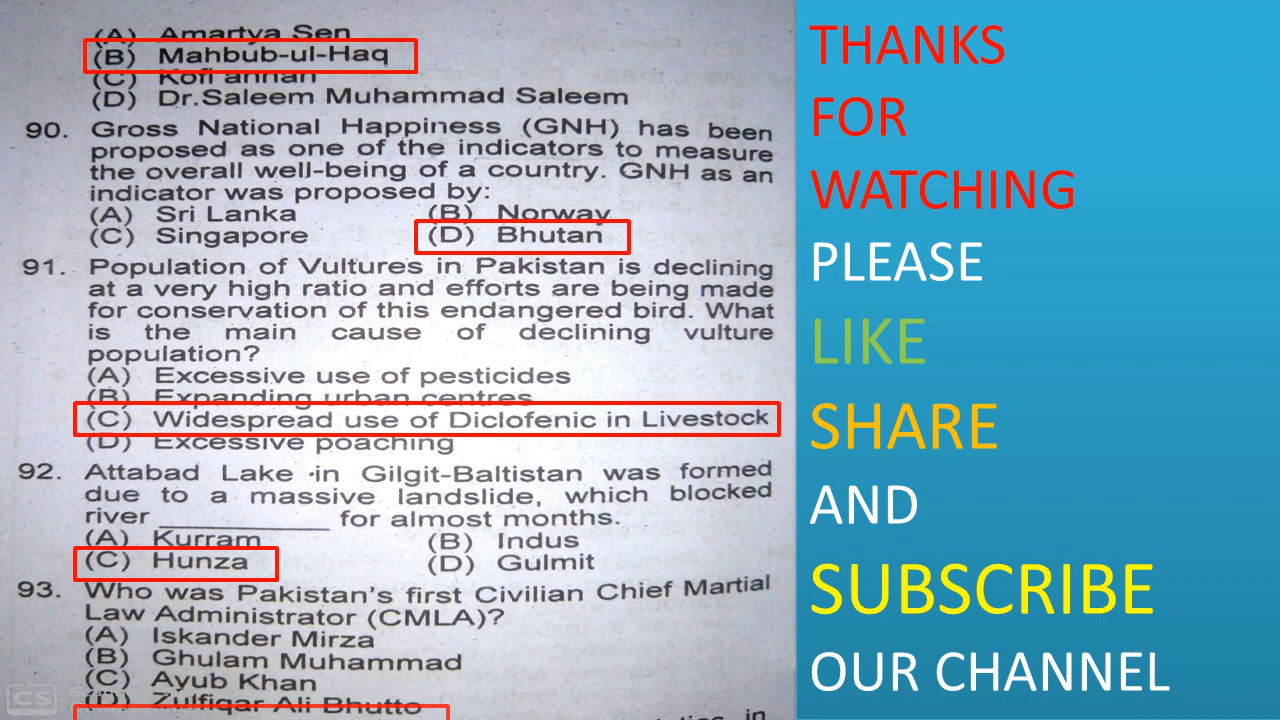 (A) Amartya Sen
(B) Mahbub-ul-Haq
(C) Kofi annan
(D) Dr.Saleem Muhammad Saleem
90. Gross National Happiness (GNH) has been
proposed as one of the indicators to measure
the overall well-being of a country. GNH as an
indicator was proposed by:
(A) Sri Lanka (B) Norway
(C) Singapore (D) Bhutan
91. Population of Vultures in Pakistan is declining
at a very high ratio and efforts are being made
for conservation of this endangered bird. What
is the main cause of declining vulture
population?
(A) Excessive use of pesticides
(B) Expanding urban centres
(C) Widespread use of Diclofenic in Livestock
(D) Excessive poaching
92. Attabad Lake in Gilgit-Baltistan was formed
due to a massive landslide, which blocked
river ____________ for almost months.
(A) Kurram (B) Indus
(C) Hunza (D) Gulmit
93. Who was Pakistan's first Civilian Chief Martial
Law Administrator (CMLA)?
(A) Iskander Mirza
(B) Ghulam Muhammad
(C) Ayub Khan
(D) Zulfiqar Ali Bhutto
in
CS
THANKS
FOR
WATCHING
PLEASE
LIKE
SHARE
AND
SUBSCRIBE
OUR CHANNEL